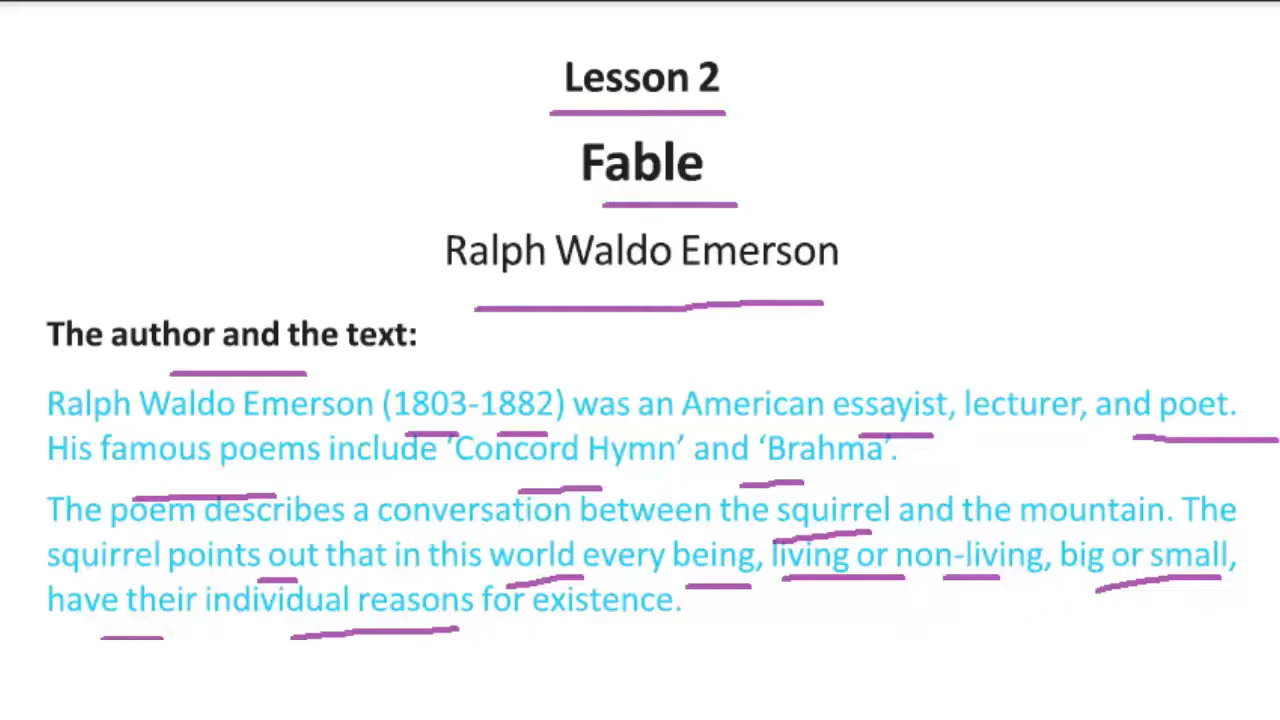 Lesson 2
Fable
Ralph Waldo Emerson
The author and the text:
Ralph Waldo Emerson (1803-1882) was an American essayist, lecturer, and poet.
His famous poems include ‘Concord Hymn’ and ‘Brahma’.
The poem describes a conversation between the squirrel and the mountain. The
squirrel points out that in this world every being, living or non-living, big or small,
have their individual reasons for existence.